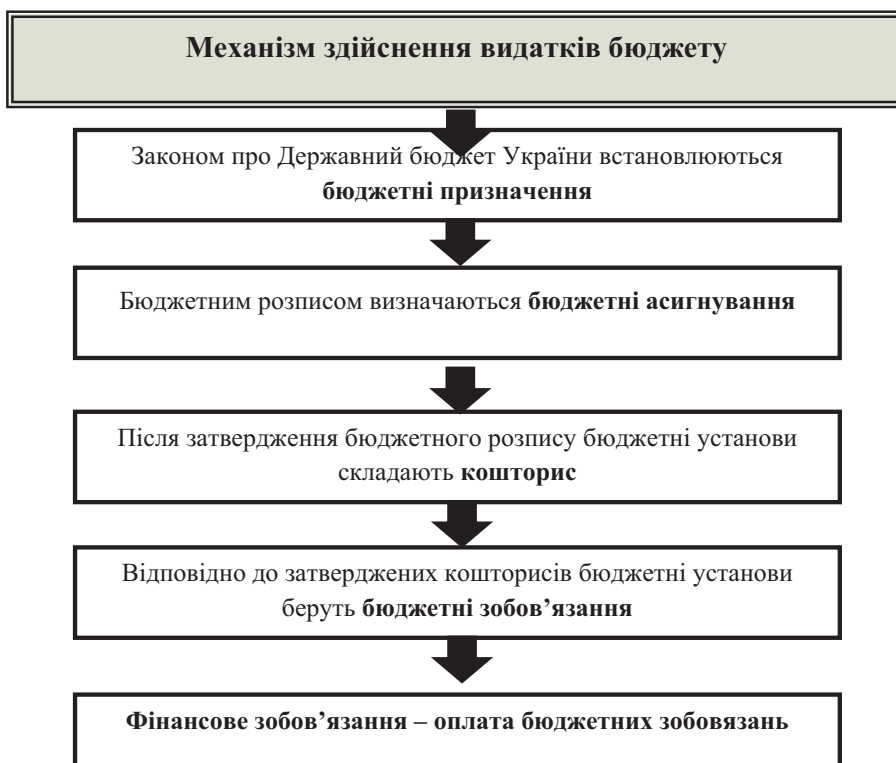 Механізм здійснення видатків бюджету
Законом про Державний бюджет України встановлюються
бюджетні призначення
Бюджетним розписом визначаються бюджетні асигнування
Після затвердження бюджетного розпису бюджетні установи
складають кошторис
Відповідно до затверджених кошторисів бюджетні установи
беруть бюджетні зобов’язання
Фінансове зобов’язання – оплата бюджетних зобовязань